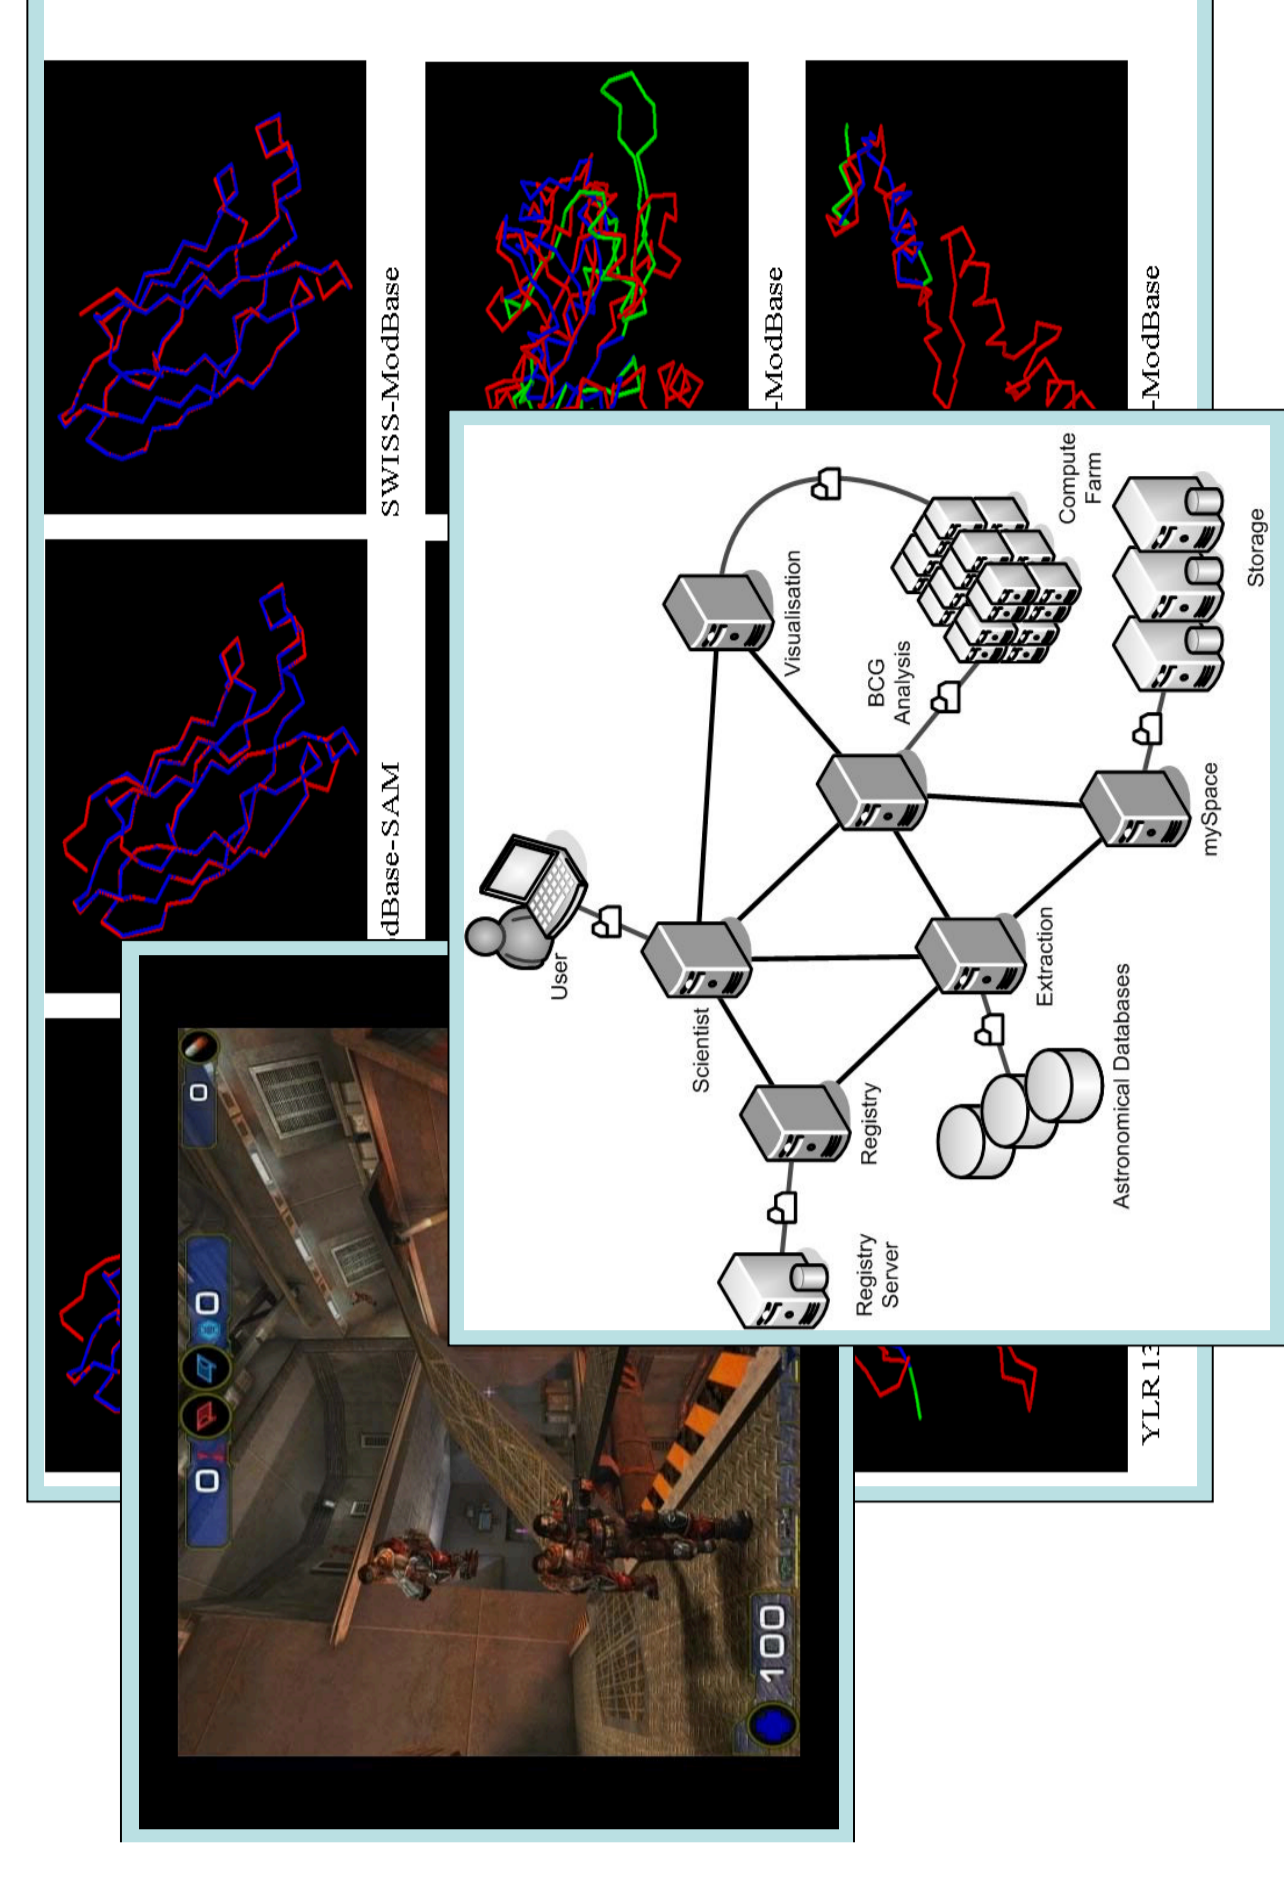 dBase-SAM
SWISS-ModBase
-ModBase
YLR13
-ModBase
0
0
0
100
User
Scientist
Visualisation
Registry
Registry
Server
BCG
Analysis
Extraction
Compute
Farm
Astronomical Databases
mySpace
Storage